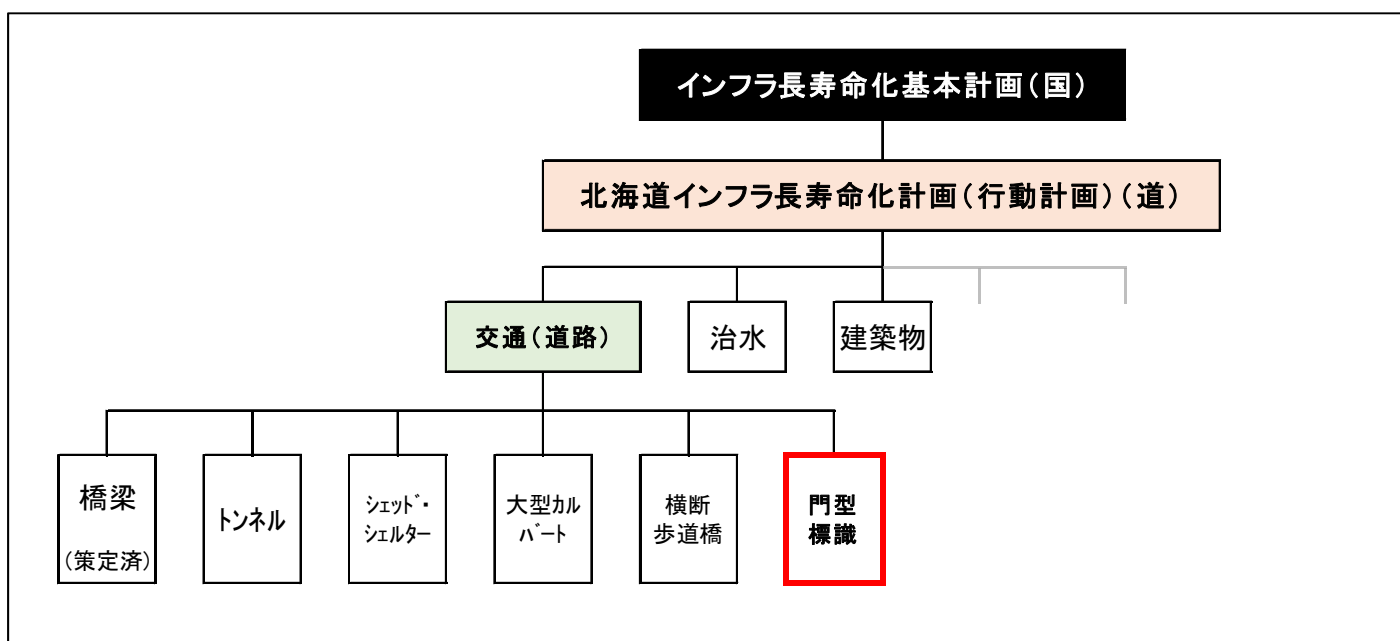 インフラ長寿命化基本計画（国）
北海道インフラ長寿命化計画（行動計画）（道）
交通（道路）
治水
建築物
橋梁
（策定済）
トンネル
シェッド・
シェルター
大型カル
バート
横断
歩道橋
門型
標識